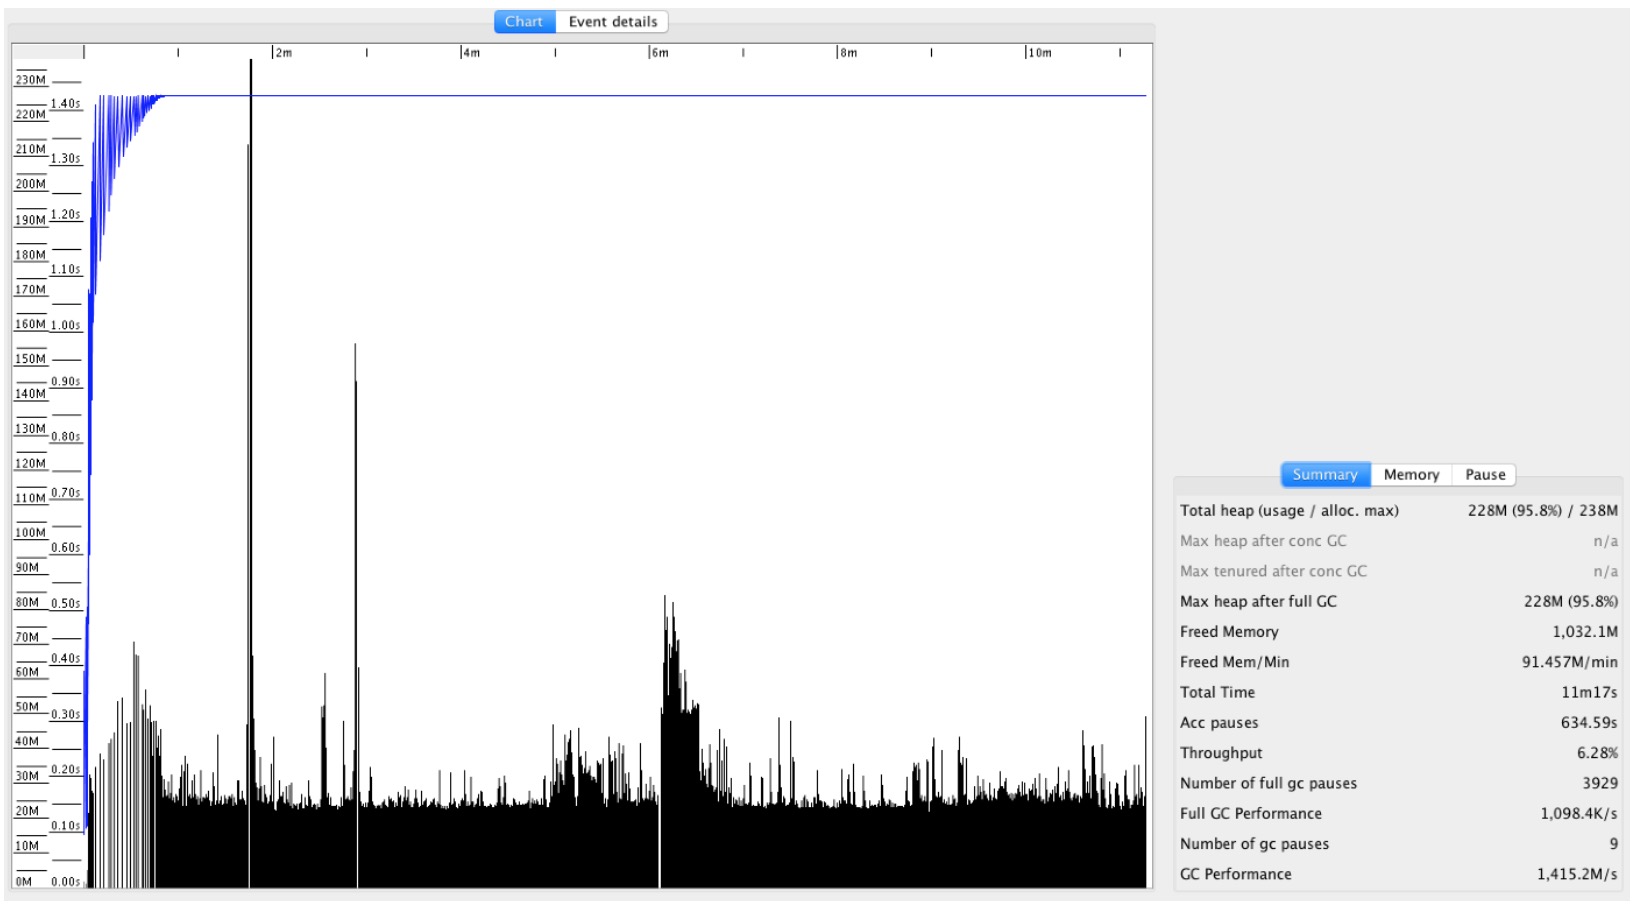 Chart Event details
2m 4m 6m 8m 10m
230M
1.40s
220M
210M
1.30s
200M
190M 1.20s
180M
1.10s
170M
160M 1.00s
150M
0.90s
140M
130M
0.80s
120M
110M 0.70s
100M
0.60s
90M
80M 0.50s
70M
0.40s
60M
50M
0.30s
40M
30M 0.20s
20M
0.10s
10M
0M 0.00s
Summary Memory Pause
Total heap (usage / alloc. max) 228M (95.8%) / 238M
Max heap after conc GC n/a
Max tenured after conc GC n/a
Max heap after full GC 228M (95.8%)
Freed Memory 1,032.1M
Freed Mem/Min 91.457M/min
Total Time 11m17s
Acc pauses 634.59s
Throughput 6.28%
Number of full gc pauses 3929
Full GC Performance 1,098.4K/s
Number of gc pauses 9
GC Performance 1,415.2M/s